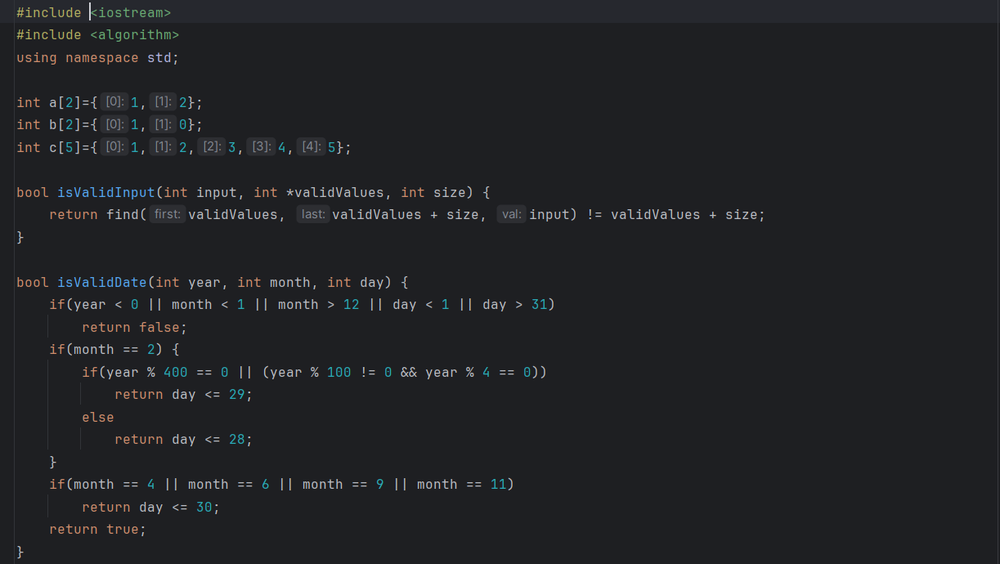 #include <iostream>
#include <algorithm>
using namespace std;

int a[2]={ [0]: 1, [1]: 2};
int b[2]={ [0]: 1, [1]: 0};
int c[5]={ [0]: 1, [1]: 2, [2]: 3, [3]: 4, [4]: 5};

bool isValidInput(int input, int *validValues, int size) {
    return find( first: validValues, last: validValues + size, val: input) != validValues + size;
}

bool isValidDate(int year, int month, int day) {
    if(year < 0 || month < 1 || month > 12 || day < 1 || day > 31)
        return false;
    if(month == 2) {
        if(year % 400 == 0 || (year % 100 != 0 && year % 4 == 0))
            return day <= 29;
        else
            return day <= 28;
    }
    if(month == 4 || month == 6 || month == 9 || month == 11)
        return day <= 30;
    return true;
}